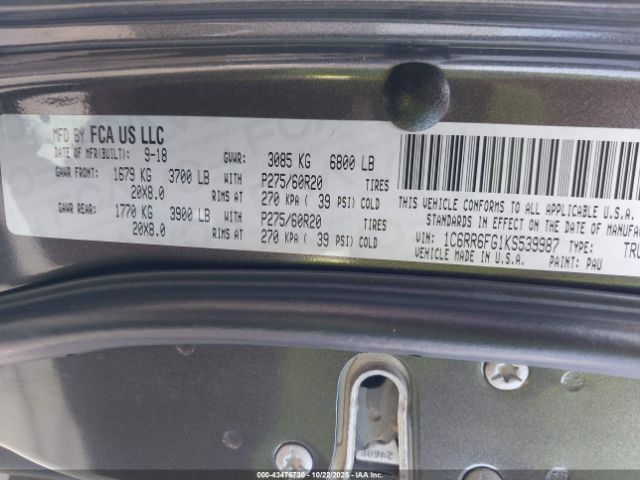 MFD BY FCA US LLC
DATE OF MFR(BUILT): 9-18 GVWR: 3085 KG 6800 LB
GAWR FRONT: 1679 KG 3700 LB WITH P275/60R20 TIRES
20X8.0 RIMS AT 270 KPA ( 39 PSI) COLD
GAWR REAR: 1770 KG 3900 LB WITH P275/60R20 TIRES
20X8.0 RIMS AT 270 KPA ( 39 PSI) COLD
THIS VEHICLE CONFORMS TO ALL APPLICABLE U.S.A.
STANDARDS IN EFFECT ON THE DATE OF MANUFAC
VIN: 1C6RR6FG1KS539987 TYPE: TRU
VEHICLE MADE IN U.S.A. PAINT: PAU
000-43476730 - 10/22/2025 - IAAI.com